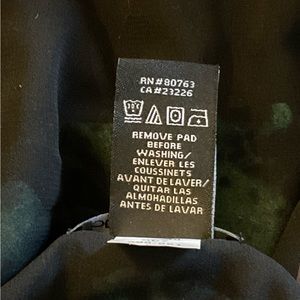 RN#80763
CA#23226
REMOVE PAD
BEFORE
WASHING/
ENLEVER LES
COUSSINETS
AVANT DE LAVER/
QUITAR LAS
ALMOHADILLAS
ANTES DE LAVAR